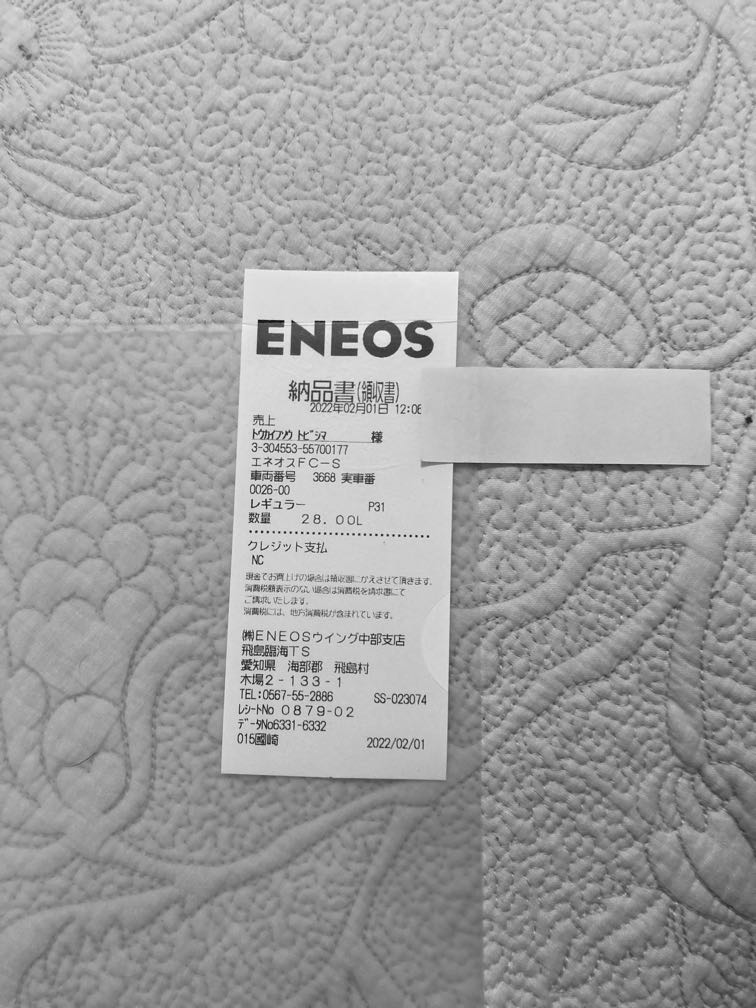 ENEOS
納品書(領収書)
2022年02月01日 12:06
売上
トウカイフソウ トビシマ 様
3-304553-55700177
エネオスFC-S
車両番号 3668 実車番
0026-00
レギュラー P31
数量 28.00L
クレジット支払
NC
現金でお買上げの場合は領収書にかえさせて頂きます。
消費税額表示のない場合は消費税を請求書にて
ご請求いたします。
消費税には、地方消費税が含まれています。
㈱ENEOSウイング中部支店
飛島臨海TS
愛知県 海部郡 飛島村
木場2-133-1
TEL:0567-55-2886 SS-023074
レシートNo 0879-02
データNo6331-6332
015國崎 2022/02/01